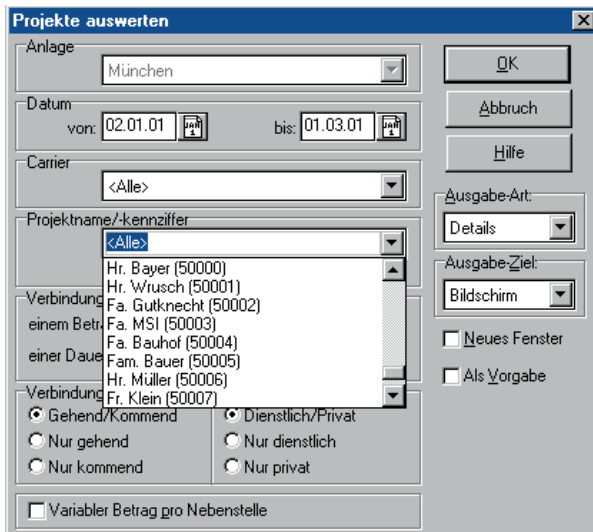 Projekte auswerten
Anlage
München
Datum
von: 02.01.01
bis: 01.03.01
Carrier
<Alle>
Projektname/-kennziffer
<Alle>
Hr. Bayer (50000)
Hr. Wrusch (50001)
Fa. Gutknecht (50002)
Fa. MSI (50003)
Fa. Bauhof (50004)
Fam. Bauer (50005)
Hr. Müller (50006)
Fr. Klein (50007)
Verbindung
einem Betr
einer Daue
Verbindung
Gehend/Kommend
Nur gehend
Nur kommend
Dienstlich/Privat
Nur dienstlich
Nur privat
Variabler Betrag pro Nebenstelle
OK
Abbruch
Hilfe
Ausgabe-Art:
Details
Ausgabe-Ziel:
Bildschirm
Neues Fenster
Als Vorgabe